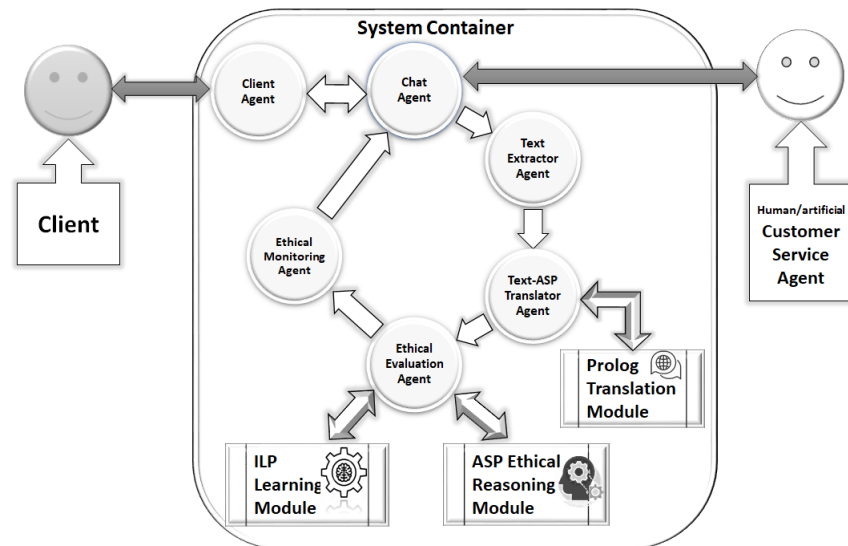 System Container
Client
Agent
Chat
Agent
Text
Extractor
Agent
Client
Human/artificial
Customer
Service
Agent
Ethical
Monitoring
Agent
Text-ASP
Translator
Agent
Ethical
Evaluation
Agent
Prolog
Translation
Module
ILP
Learning
Module
ASP Ethical
Reasoning
Module